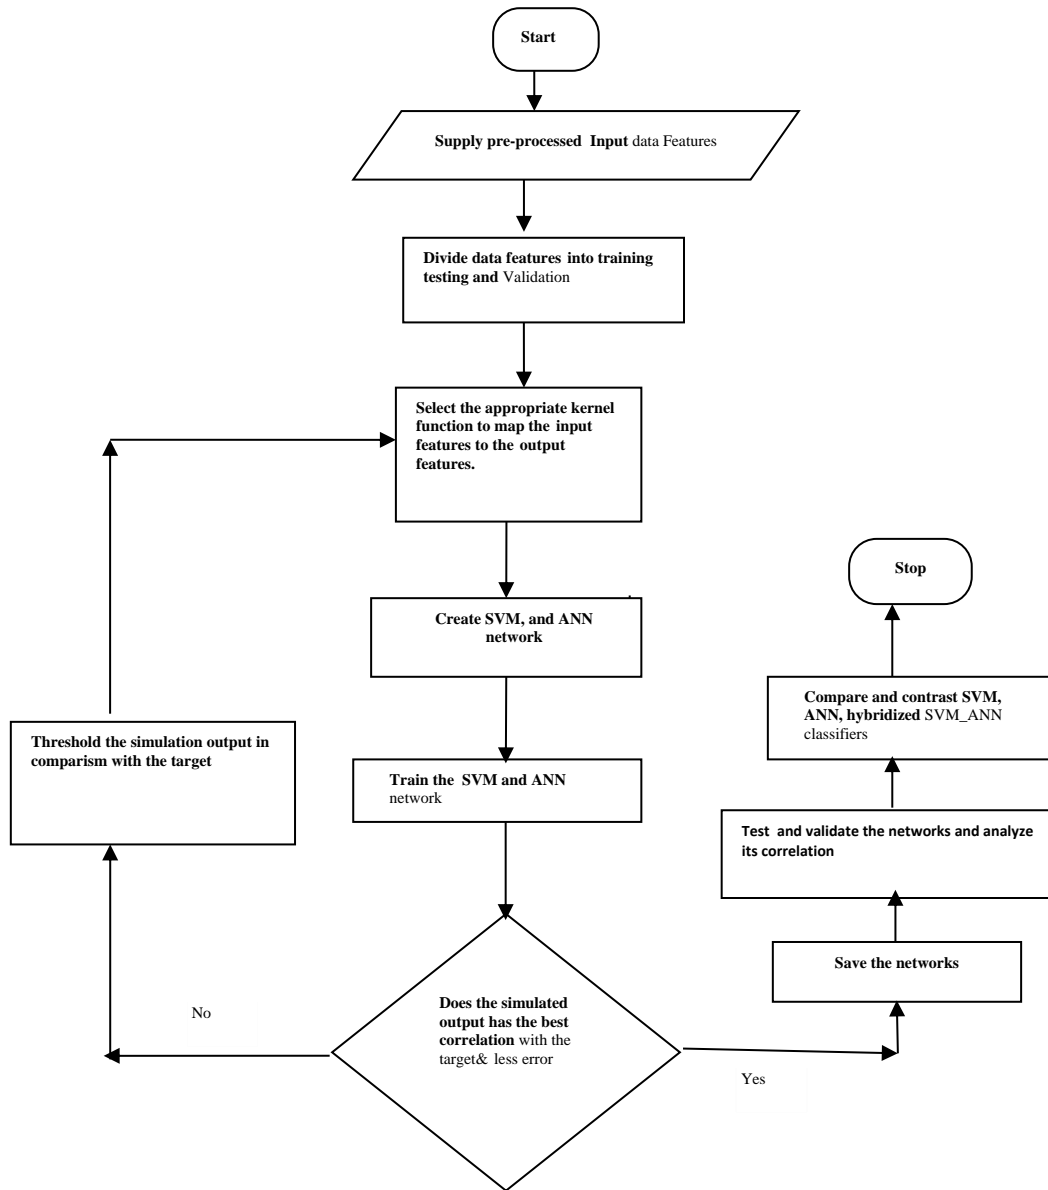 Start
Supply pre-processed Input data Features
Divide data features into training
testing and Validation
Select the appropriate kernel
function to map the input
features to the output
features.
Create SVM, and ANN
network
Train the SVM and ANN
network
Does the simulated
output has the best
correlation with the
target& less error
No
Threshold the simulation output in
comparism with the target
Yes
Save the networks
Test and validate the networks and analyze
its correlation
Compare and contrast SVM,
ANN, hybridized SVM_ANN
classifiers
Stop